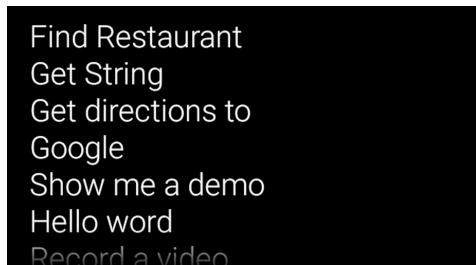 Find Restaurant
Get String
Get directions to
Google
Show me a demo
Hello word
Record a video